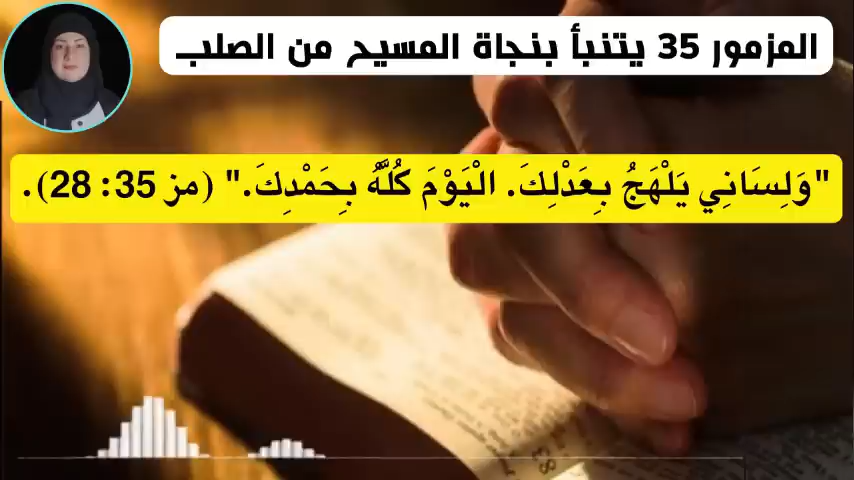 المزمور 35 يتنبأ بنجاة المسيح من الصلب
"وَلِسَانِي يَلْهَجُ بِعَدْلِكَ. الْيَوْمَ كُلَّهُ بِحَمْدِكَ." (مز 35: 28).